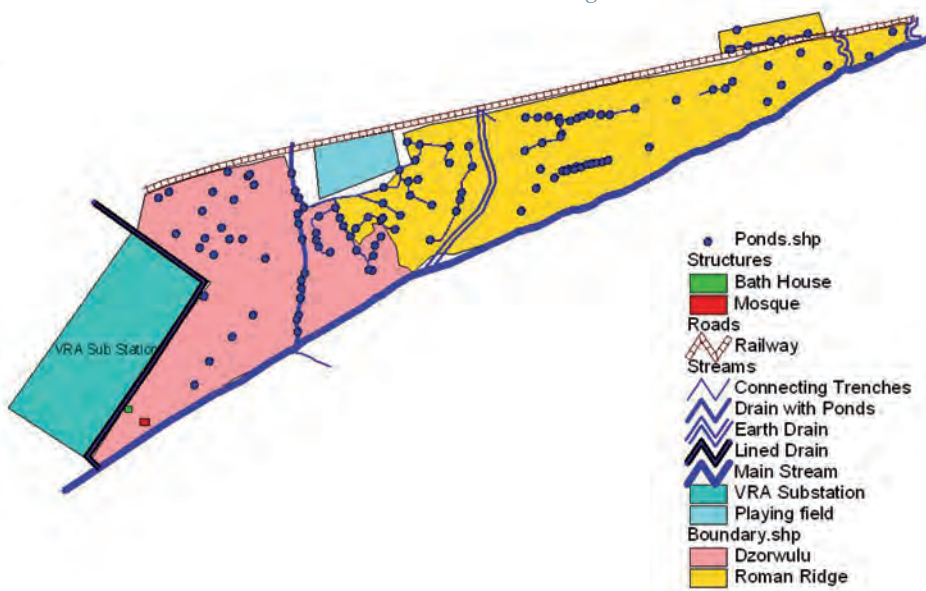 VRA Sub Station
Ponds.shp
Structures
Bath House
Mosque
Roads
Railway
Streams
Connecting Trenches
Drain with Ponds
Earth Drain
Lined Drain
Main Stream
VRA Substation
Playing field
Boundary.shp
Dzorwulu
Roman Ridge